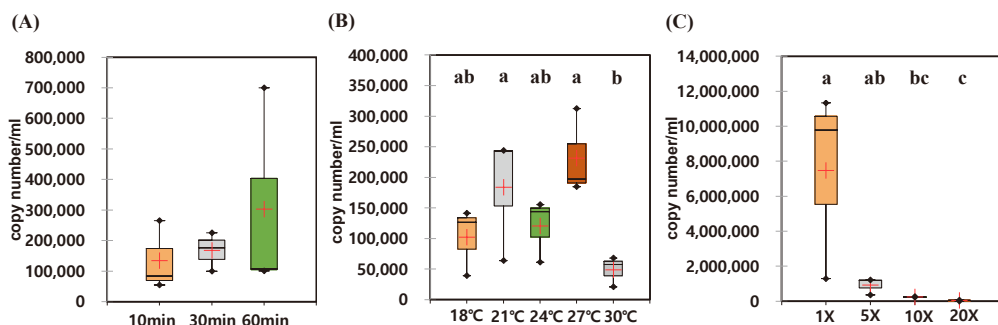 (A)
copy number/ml
800,000
700,000
600,000
500,000
400,000
300,000
200,000
100,000
0
10min 30min 60min
(B)
copy number/ml
400,000
350,000
300,000
250,000
200,000
150,000
100,000
50,000
0
ab a ab a b
18℃ 21℃ 24℃ 27℃ 30℃
(C)
copy number/ml
14,000,000
12,000,000
10,000,000
8,000,000
6,000,000
4,000,000
2,000,000
0
a ab bc c
1X 5X 10X 20X